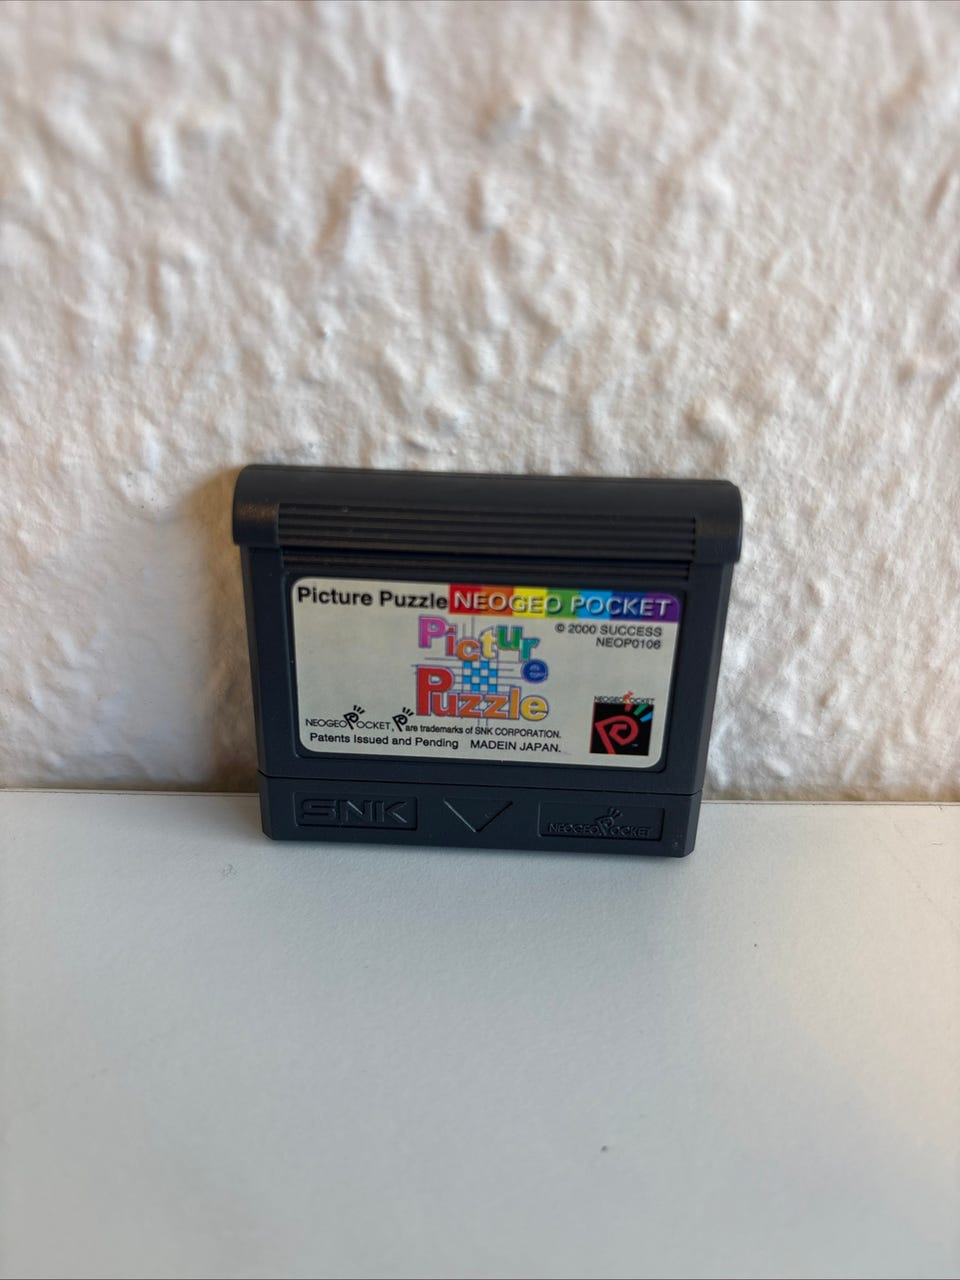 Picture Puzzle NEOGEO POCKET
© 2000 SUCCESS
NEOP0106
Picture
Puzzle
NEOGEO POCKET
NEOGEO POCKET, P are trademarks of SNK CORPORATION.
Patents Issued and Pending MADEIN JAPAN.
SNK NEOGEO POCKET